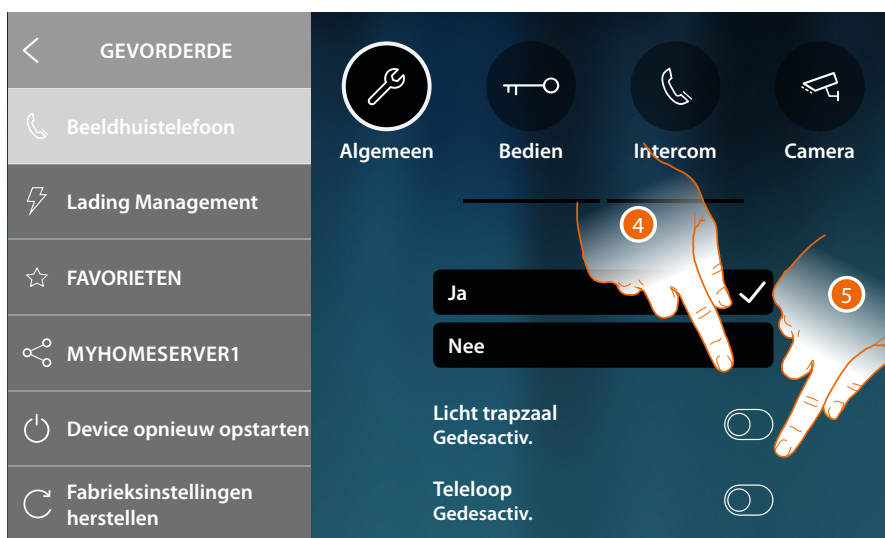 GEVORDERDE
Beeldhuistelefoon
Lading Management
FAVORIETEN
MYHOMESERVER1
Device opnieuw opstarten
Fabrieksinstellingen
herstellen
Algemeen
Bedien
Intercom
Camera
4
Ja
5
Nee
Licht trapzaal
Gedesactiv.
Teleloop
Gedesactiv.